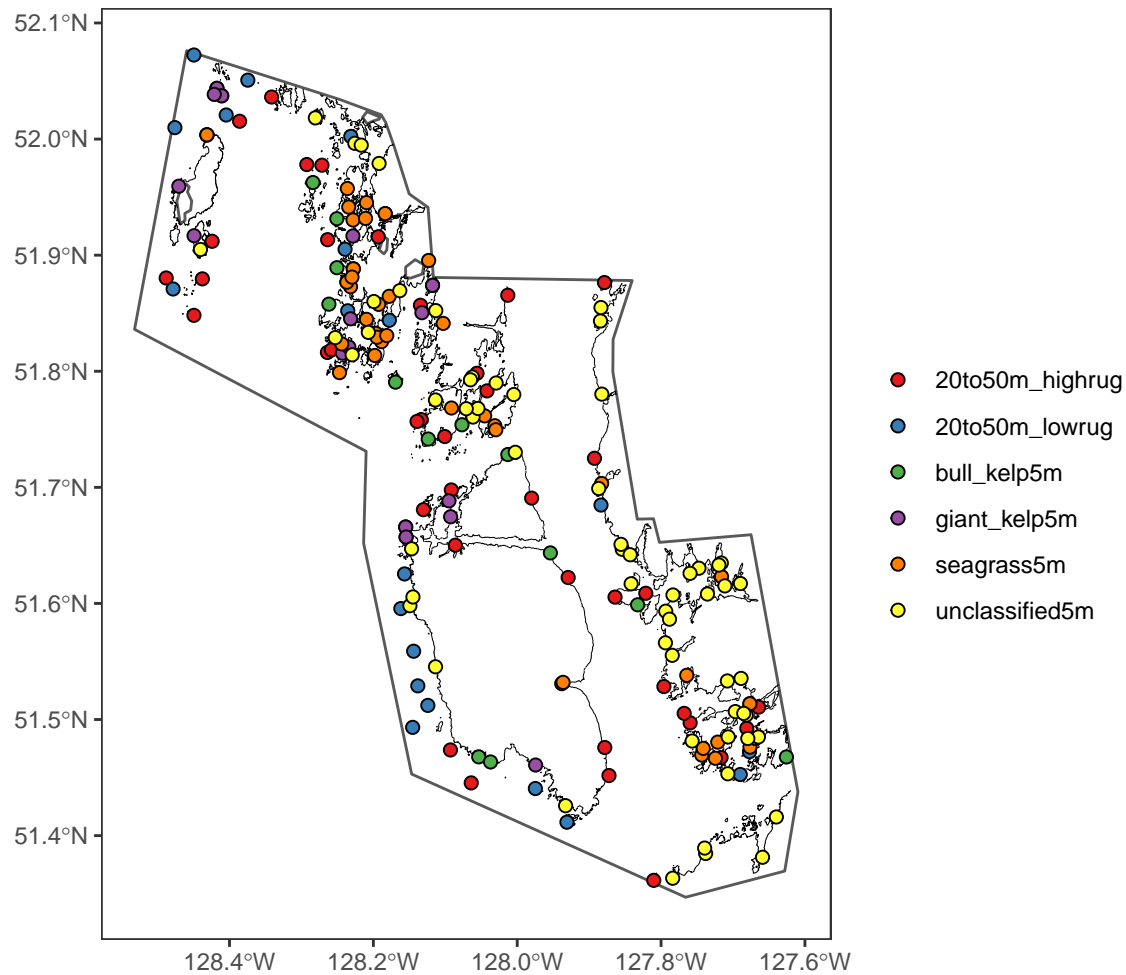 52.1°N
52.0°N
51.9°N
51.8°N
51.7°N
51.6°N
51.5°N
51.4°N
128.4°W 128.2°W 128.0°W 127.8°W 127.6°W
20to50m_highrug
20to50m_lowrug
bull_kelp5m
giant_kelp5m
seagrass5m
unclassified5m